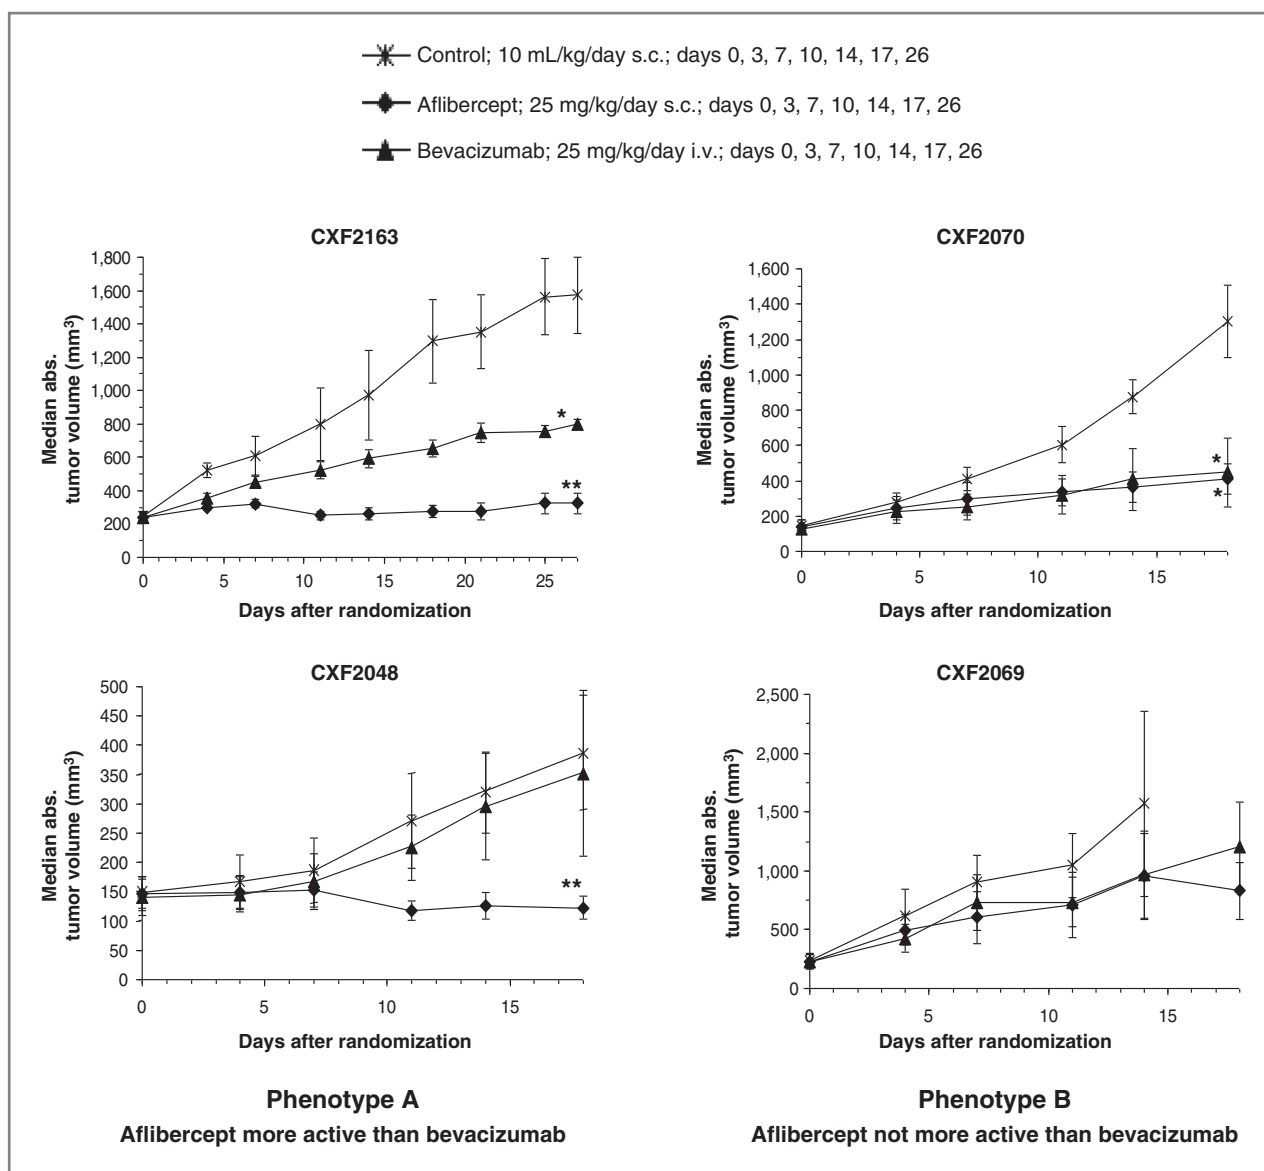 Control; 10 mL/kg/day s.c.; days 0, 3, 7, 10, 14, 17, 26
Aflibercept; 25 mg/kg/day s.c.; days 0, 3, 7, 10, 14, 17, 26
Bevacizumab; 25 mg/kg/day i.v.; days 0, 3, 7, 10, 14, 17, 26
CXF2163
Median abs.
tumor volume (mm³)
1,800
1,600
1,400
1,200
1,000
800
600
400
200
0
*
**
0 5 10 15 20 25
Days after randomization
CXF2070
Median abs.
tumor volume (mm³)
1,600
1,400
1,200
1,000
800
600
400
200
0
*
*
0 5 10 15
Days after randomization
CXF2048
Median abs.
tumor volume (mm³)
500
450
400
350
300
250
200
150
100
50
0
**
0 5 10 15
Days after randomization
CXF2069
Median abs.
tumor volume (mm³)
2,500
2,000
1,500
1,000
500
0
0 5 10 15
Days after randomization
Phenotype A
Aflibercept more active than bevacizumab
Phenotype B
Aflibercept not more active than bevacizumab